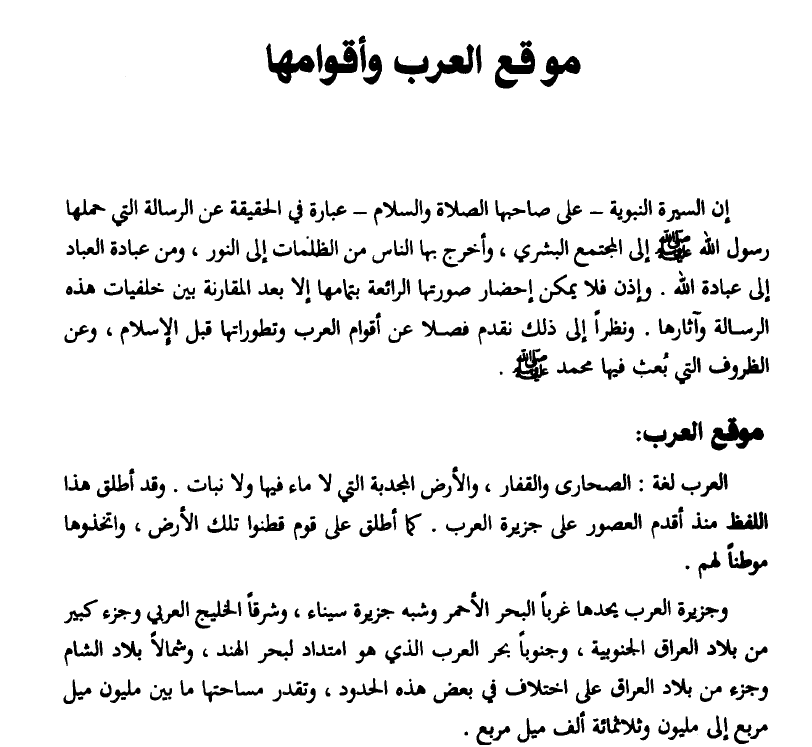 موقع العرب وأقوامها
إن السيرة النبوية – على صاحبها الصلاة والسلام – عبارة في الحقيقة عن الرسالة التي حملها
رسول الله ﷺ إلى المجتمع البشري ، وأخرج بها الناس من الظلمات إلى النور ، ومن عبادة العباد
إلى عبادة الله . وإذن فلا يمكن إحضار صورتها الرائعة بتمامها إلا بعد المقارنة بين خلفيات هذه
الرسالة وآثارها . ونظراً إلى ذلك نقدم فصلا عن أقوام العرب وتطوراتها قبل الإسلام ، وعن
الظروف التي بُعث فيها محمد ﷺ .
موقع العرب:
العرب لغة : الصحارى والقفار ، والأرض المجدبة التي لا ماء فيها ولا نبات . وقد أطلق هذا
اللفظ منذ أقدم العصور على جزيرة العرب . كما أطلق على قوم قطنوا تلك الأرض ، واتخذوها
موطناً لهم .
وجزيرة العرب يحدها غرباً البحر الأحمر وشبه جزيرة سيناء ، وشرقاً الخليج العربي وجزء كبير
من بلاد العراق الجنوبية ، وجنوباً بحر العرب الذي هو امتداد لبحر الهند ، وشمالاً بلاد الشام
وجزء من بلاد العراق على اختلاف في بعض هذه الحدود ، وتقدر مساحتها ما بين مليون ميل
مربع إلى مليون وثلاثمائة ألف ميل مربع .